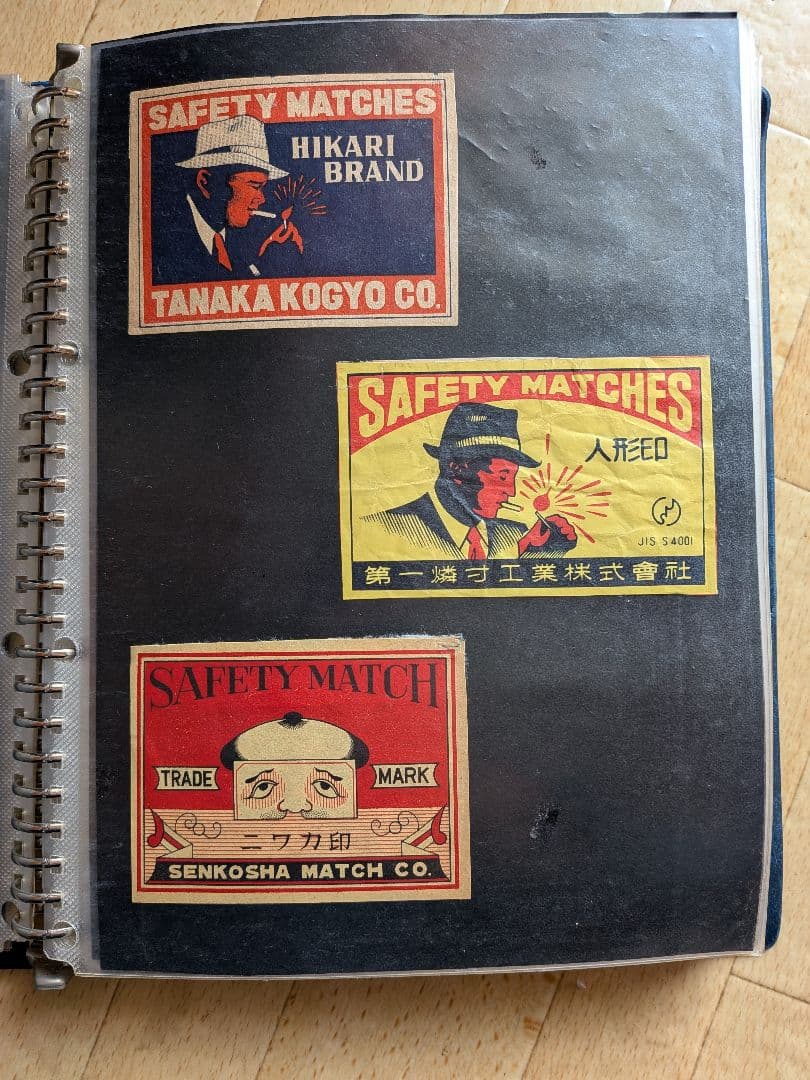 SAFETY MATCHES
HIKARI
BRAND
TANAKA KOGYO CO.
SAFETY MATCHES
人形印
JIS S 4001
第一燐寸工業株式會社
SAFETY MATCH
TRADE MARK
ニワカ印
SENKOSHA MATCH CO.